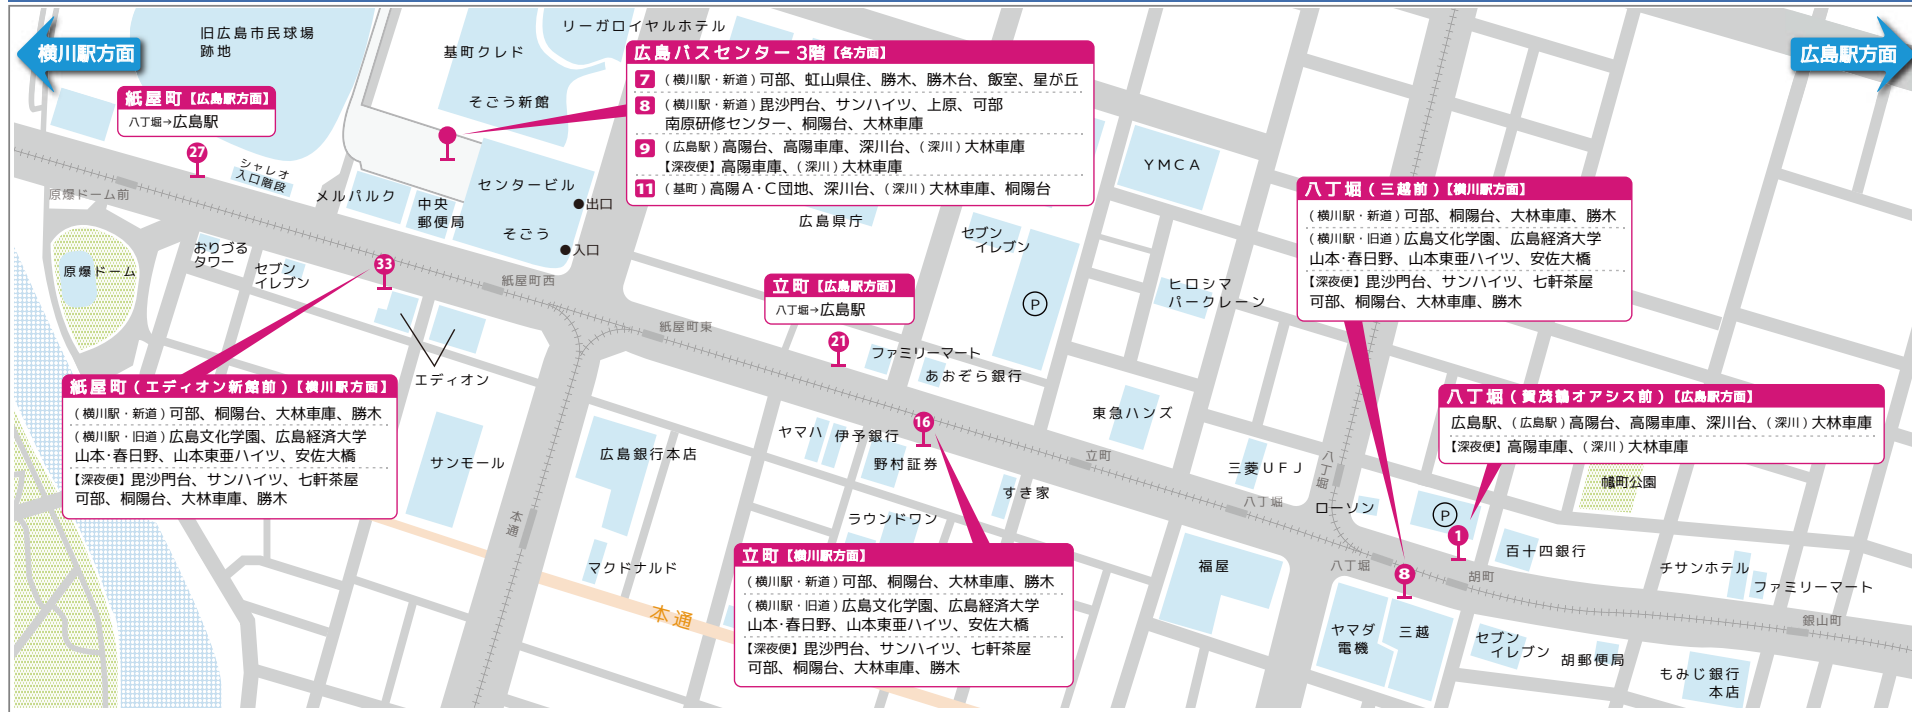 横川駅方面
広島駅方面
旧広島市民球場
跡地
基町クレド
リーガロイヤルホテル
そごう新館
紙屋町【広島駅方面】
八丁堀→広島駅
27
シャレオ
入口階段
原爆ドーム前
メルパルク
中央
郵便局
センタービル
●出口
そごう
●入口
広島バスセンター 3階【各方面】
7 (横川駅・新道)可部、虹山県住、勝木、勝木台、飯室、星が丘
8 (横川駅・新道)毘沙門台、サンハイツ、上原、可部
南原研修センター、桐陽台、大林車庫
9 (広島駅)高陽台、高陽車庫、深川台、(深川)大林車庫
【深夜便】高陽車庫、(深川)大林車庫
11 (基町)高陽A・C団地、深川台、(深川)大林車庫、桐陽台
広島県庁
YMCA
セブン
イレブン
P
ヒロシマ
パークレーン
八丁堀(三越前)【横川駅方面】
(横川駅・新道)可部、桐陽台、大林車庫、勝木
(横川駅・旧道)広島文化学園、広島経済大学
山本・春日野、山本東亜ハイツ、安佐大橋
【深夜便】毘沙門台、サンハイツ、七軒茶屋
可部、桐陽台、大林車庫、勝木
原爆ドーム
おりづる
タワー
セブン
イレブン
33
紙屋町西
紙屋町東
立町【広島駅方面】
八丁堀→広島駅
21
ファミリーマート
あおぞら銀行
エディオン
紙屋町(エディオン新館前)【横川駅方面】
(横川駅・新道)可部、桐陽台、大林車庫、勝木
(横川駅・旧道)広島文化学園、広島経済大学
山本・春日野、山本東亜ハイツ、安佐大橋
【深夜便】毘沙門台、サンハイツ、七軒茶屋
可部、桐陽台、大林車庫、勝木
サンモール
本通
広島銀行本店
マクドナルド
本通
ヤマハ
伊予銀行
16
野村証券
ラウンドワン
すき家
東急ハンズ
立町
三菱UFJ
八丁堀
八丁堀
ローソン
八丁堀(賀茂鶴オアシス前)【広島駅方面】
広島駅、(広島駅)高陽台、高陽車庫、深川台、(深川)大林車庫
【深夜便】高陽車庫、(深川)大林車庫
幟町公園
P
1
百十四銀行
チサンホテル
ファミリーマート
立町【横川駅方面】
(横川駅・新道)可部、桐陽台、大林車庫、勝木
(横川駅・旧道)広島文化学園、広島経済大学
山本・春日野、山本東亜ハイツ、安佐大橋
【深夜便】毘沙門台、サンハイツ、七軒茶屋
可部、桐陽台、大林車庫、勝木
福屋
八丁堀
8
胡町
銀山町
ヤマダ
電機
三越
セブン
イレブン
胡郵便局
もみじ銀行
本店